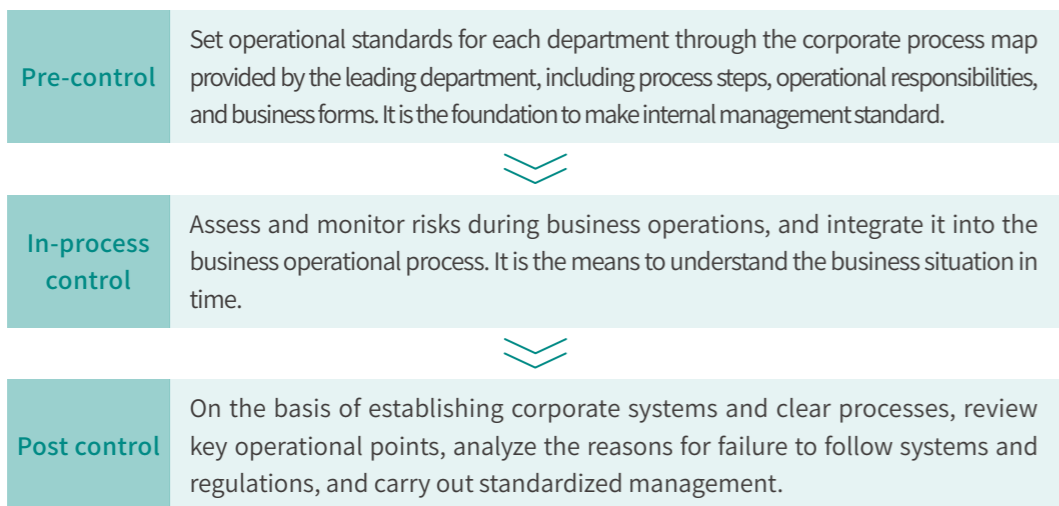 Pre-control
Set operational standards for each department through the corporate process map
provided by the leading department, including process steps, operational responsibilities,
and business forms. It is the foundation to make internal management standard.
In-process
control
Assess and monitor risks during business operations, and integrate it into the
business operational process. It is the means to understand the business situation in
time.
Post control
On the basis of establishing corporate systems and clear processes, review
key operational points, analyze the reasons for failure to follow systems and
regulations, and carry out standardized management.